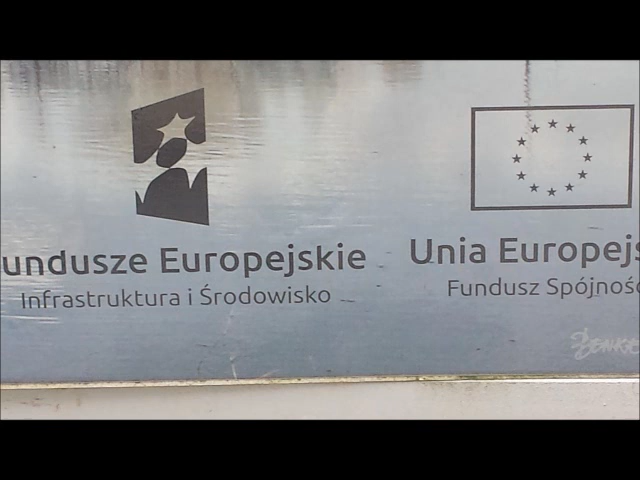 undusze Europejskie
Infrastruktura i Środowisko
Unia Europejs
Fundusz Spójnoś